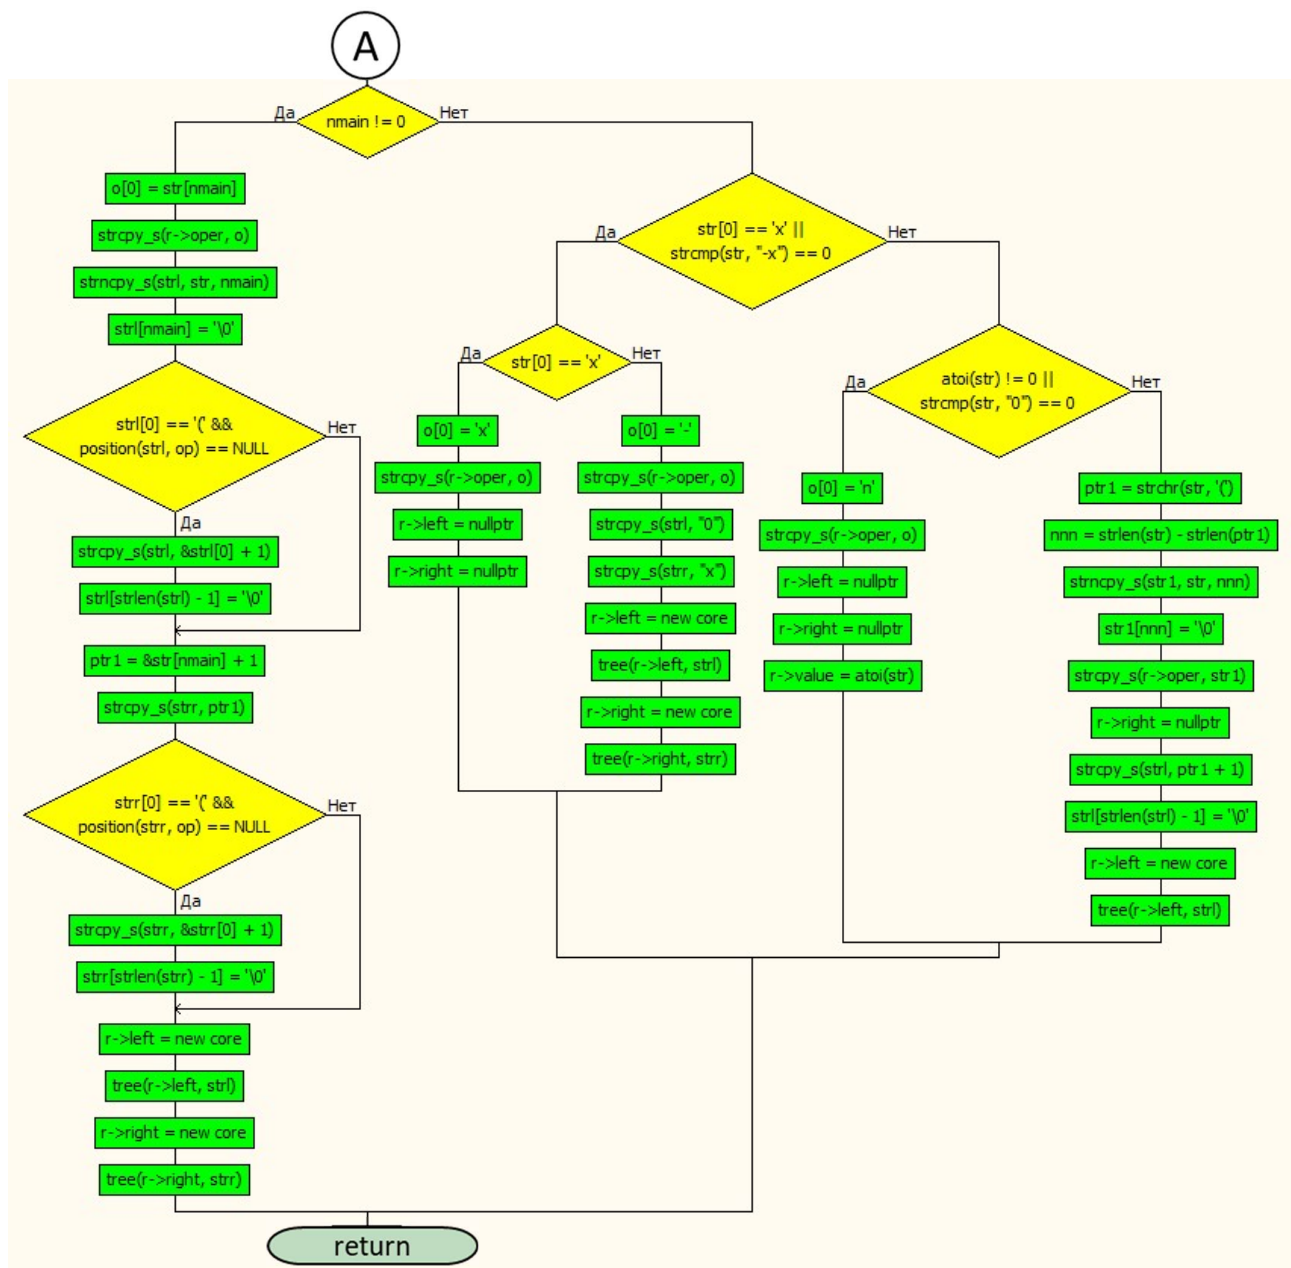 A
nmain != 0
Да
Нет
o[0] = str[nmain]
strcpy_s(r->oper, o)
strncpy_s(strl, str, nmain)
strl[nmain] = '\0'
strl[0] == '(' &&
position(strl, op) == NULL
Нет
Да
strcpy_s(strl, &strl[0] + 1)
strl[strlen(strl) - 1] = '\0'
ptr1 = &str[nmain] + 1
strcpy_s(strr, ptr1)
strr[0] == '(' &&
position(strr, op) == NULL
Нет
Да
strcpy_s(strr, &strr[0] + 1)
strr[strlen(strr) - 1] = '\0'
r->left = new core
tree(r->left, strl)
r->right = new core
tree(r->right, strr)
str[0] == 'x' ||
strcmp(str, "-x") == 0
Да
Нет
str[0] == 'x'
Да
Нет
o[0] = 'x'
strcpy_s(r->oper, o)
r->left = nullptr
r->right = nullptr
o[0] = '-'
strcpy_s(r->oper, o)
strcpy_s(strl, "0")
strcpy_s(strr, "x")
r->left = new core
tree(r->left, strl)
r->right = new core
tree(r->right, strr)
atoi(str) != 0 ||
strcmp(str, "0") == 0
Да
Нет
o[0] = 'n'
strcpy_s(r->oper, o)
r->left = nullptr
r->right = nullptr
r->value = atoi(str)
ptr1 = strchr(str, '(')
nnn = strlen(str) - strlen(ptr1)
strncpy_s(str1, str, nnn)
str1[nnn] = '\0'
strcpy_s(r->oper, str1)
r->right = nullptr
strcpy_s(strl, ptr1 + 1)
strl[strlen(strl) - 1] = '\0'
r->left = new core
tree(r->left, strl)
return